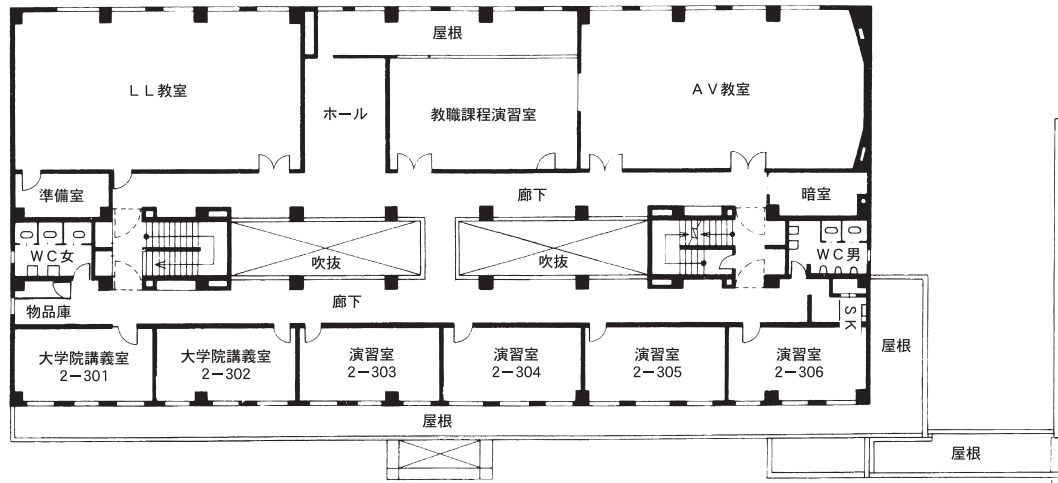 屋根
LL教室
AV教室
ホール
教職課程演習室
準備室
廊下
暗室
WC女
吹抜
吹抜
WC男
物品庫
廊下
SK
大学院講義室
2-301
大学院講義室
2-302
演習室
2-303
演習室
2-304
演習室
2-305
演習室
2-306
屋根
屋根
屋根